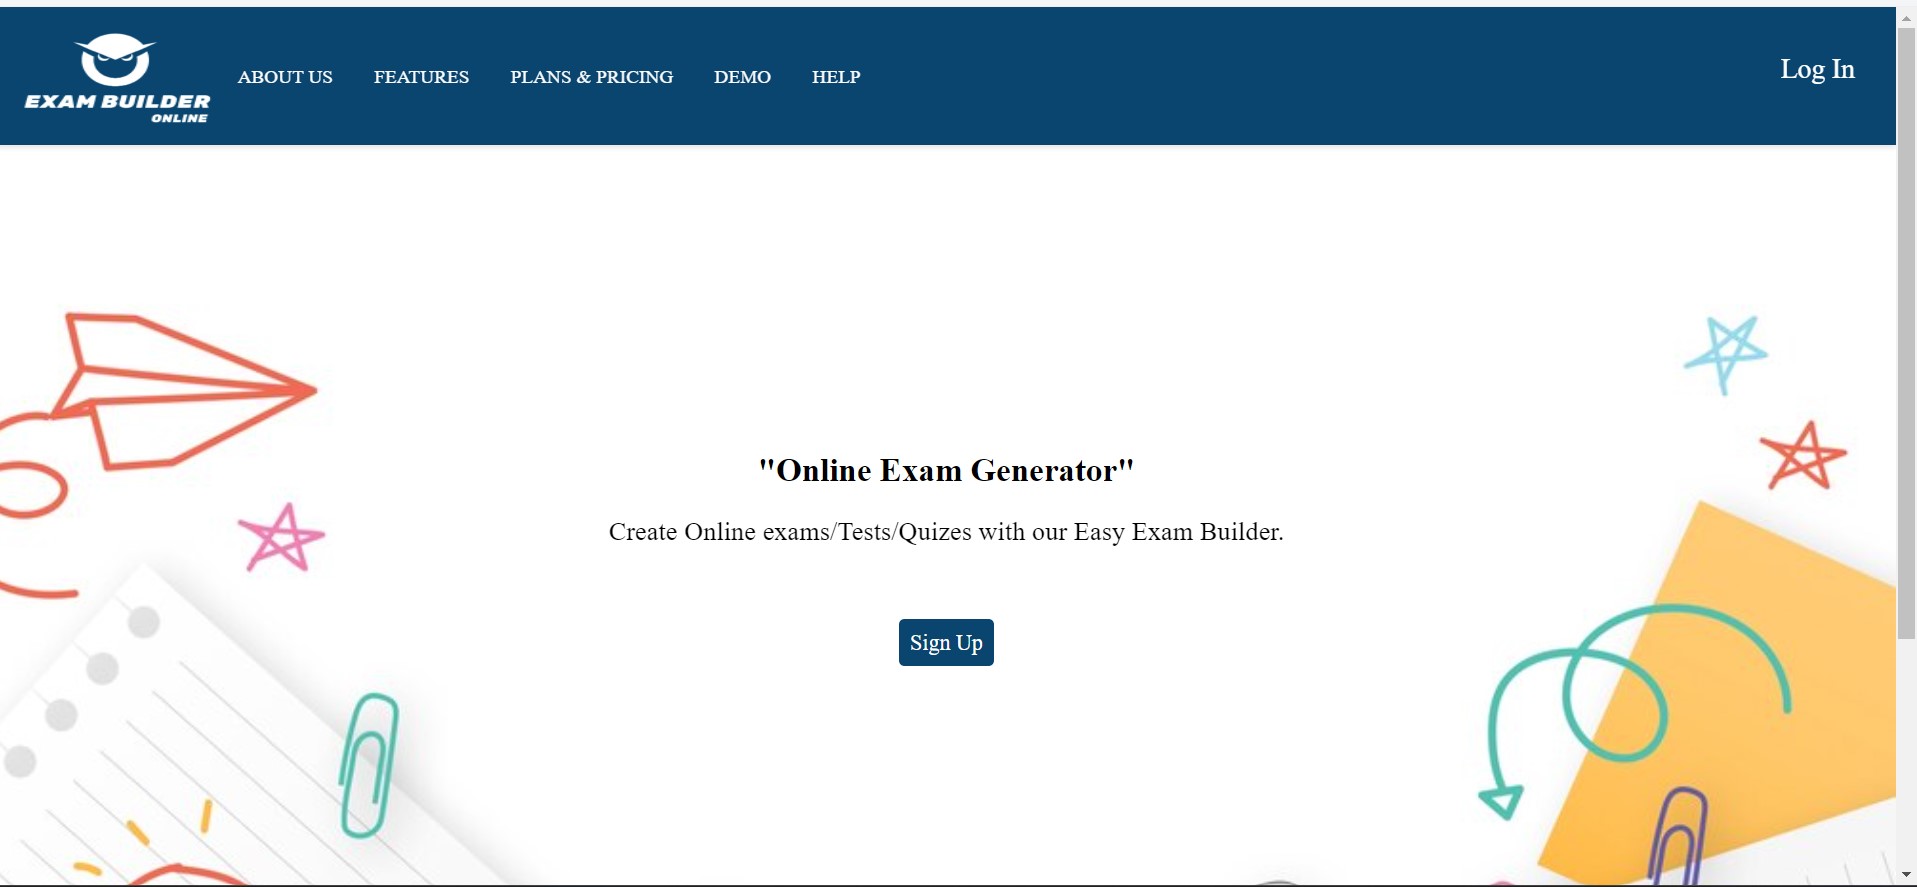 EXAM BUILDER
ONLINE
ABOUT US
FEATURES
PLANS & PRICING
DEMO
HELP
Log In
"Online Exam Generator"
Create Online exams/Tests/Quizes with our Easy Exam Builder.
Sign Up